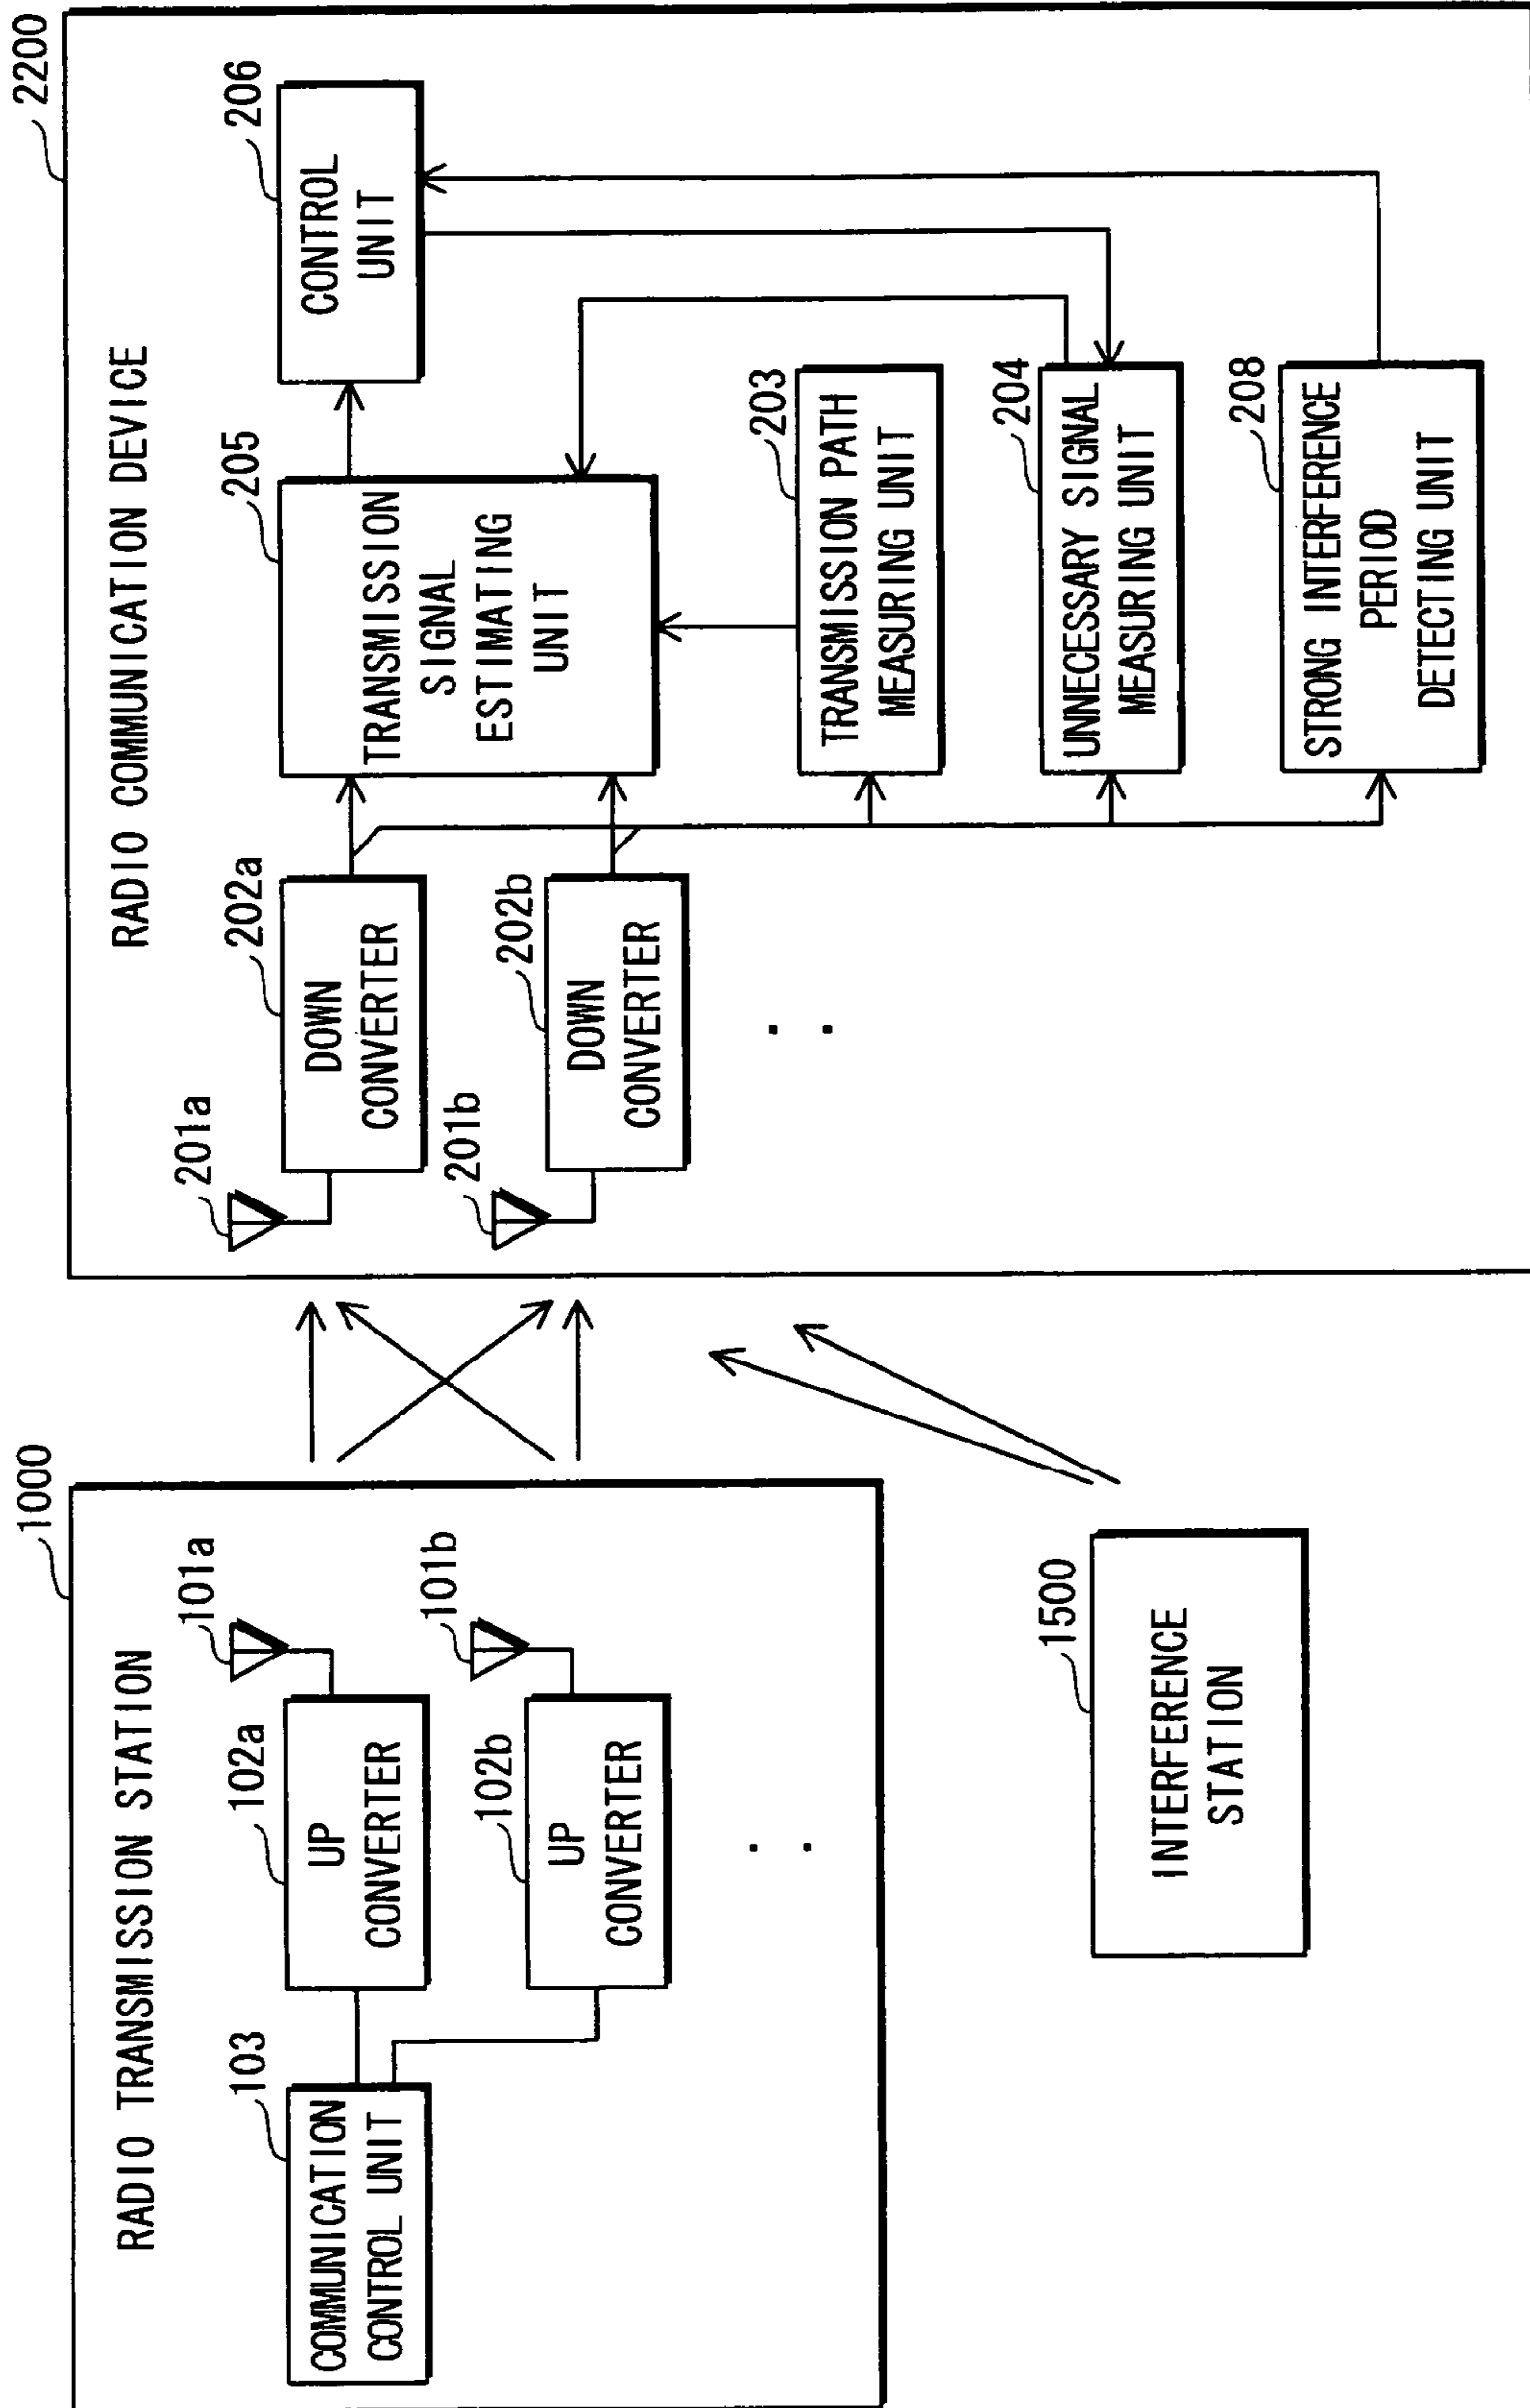 1000
RADIO TRANSMISSION STATION
103
COMMUNICATION
CONTROL UNIT
102a
UP
CONVERTER
101a
102b
UP
CONVERTER
101b
. .
1500
INTERFERENCE
STATION
2200
RADIO COMMUNICATION DEVICE
201a
202a
DOWN
CONVERTER
201b
202b
DOWN
CONVERTER
. .
205
TRANSMISSION
SIGNAL
ESTIMATING
UNIT
206
CONTROL
UNIT
203
TRANSMISSION PATH
MEASURING UNIT
204
UNNECESSARY SIGNAL
MEASURING UNIT
208
STRONG INTERFERENCE
PERIOD
DETECTING UNIT